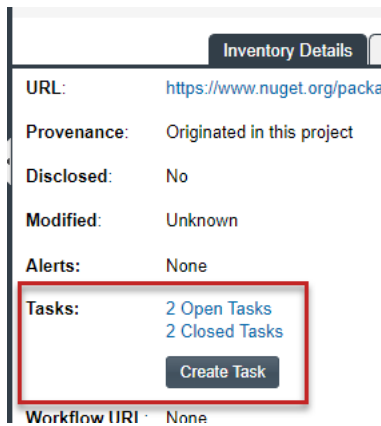 Inventory Details
URL: https://www.nuget.org/packa
Provenance: Originated in this project
Disclosed: No
Modified: Unknown
Alerts: None
Tasks: 2 Open Tasks
2 Closed Tasks
Create Task
Workflow URL: None